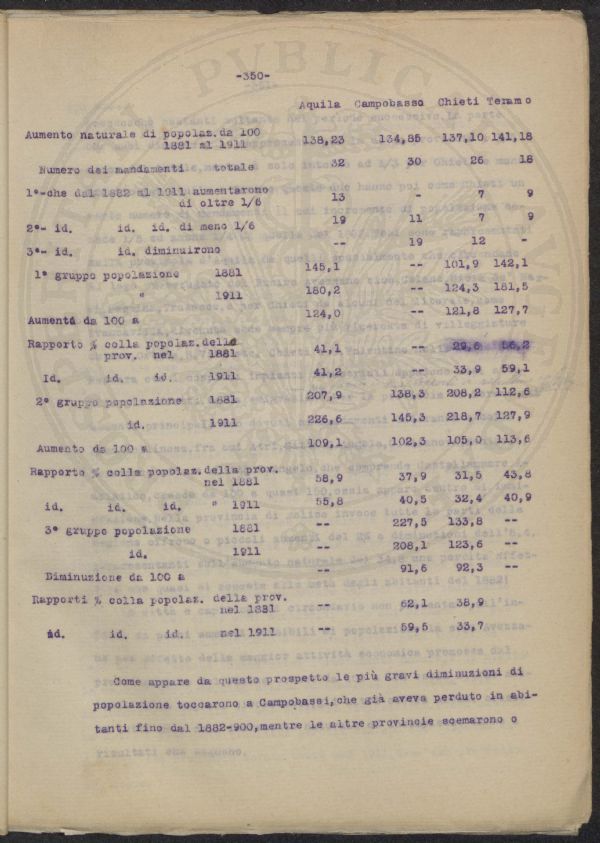 -350-
Aquila Campobasso Chieti Teramo
Aumento naturale di popolaz.da 100
1881 al 1911 138,23 134,85 137,10 141,18
Numero dei mandamenti totale 32 30 26 18
1°-che dal 1882 al 1911 aumentarono
di oltre 1/6 13 - 7 9
2°- id. id. id. di meno 1/6 19 11 7 9
3°- id. id. diminuirono -- 19 12 -
1° gruppo popolazione 1881 145,1 -- 101,9 142,1
" 1911 180,2 -- 124,3 181,5
Aumento da 100 a 124,0 -- 121,8 127,7
Rapporto % colla popolaz.della
prov. nel 1881 41,1 -- 29,6 56,2
Id. id. id. 1911 41,2 -- 33,9 59,1
2° gruppo popolazione 1881 207,9 138,3 208,2 112,6
id. 1911 226,6 145,3 218,7 127,9
Aumento da 100 a 109,1 102,3 105,0 113,6
Rapporto % colla popolaz.della prov.
nel 1881 58,9 37,9 31,5 43,8
id. id. id. " 1911 55,8 40,5 32,4 40,9
3° gruppo popolazione 1881 -- 227,5 133,8 --
id. 1911 -- 208,1 123,6 --
Diminuzione da 100 a -- 91,6 92,3 --
Rapporti % colla popolaz. della prov.
nel 1881 -- 62,1 38,9
id. id. id. nel 1911 -- 59,5 33,7
Come appare da questo prospetto le più gravi diminuzioni di
popolazione toccarono a Campobassi,che già aveva perduto in abi-
tanti fino dal 1882-900,mentre le altre provincie scemarono o